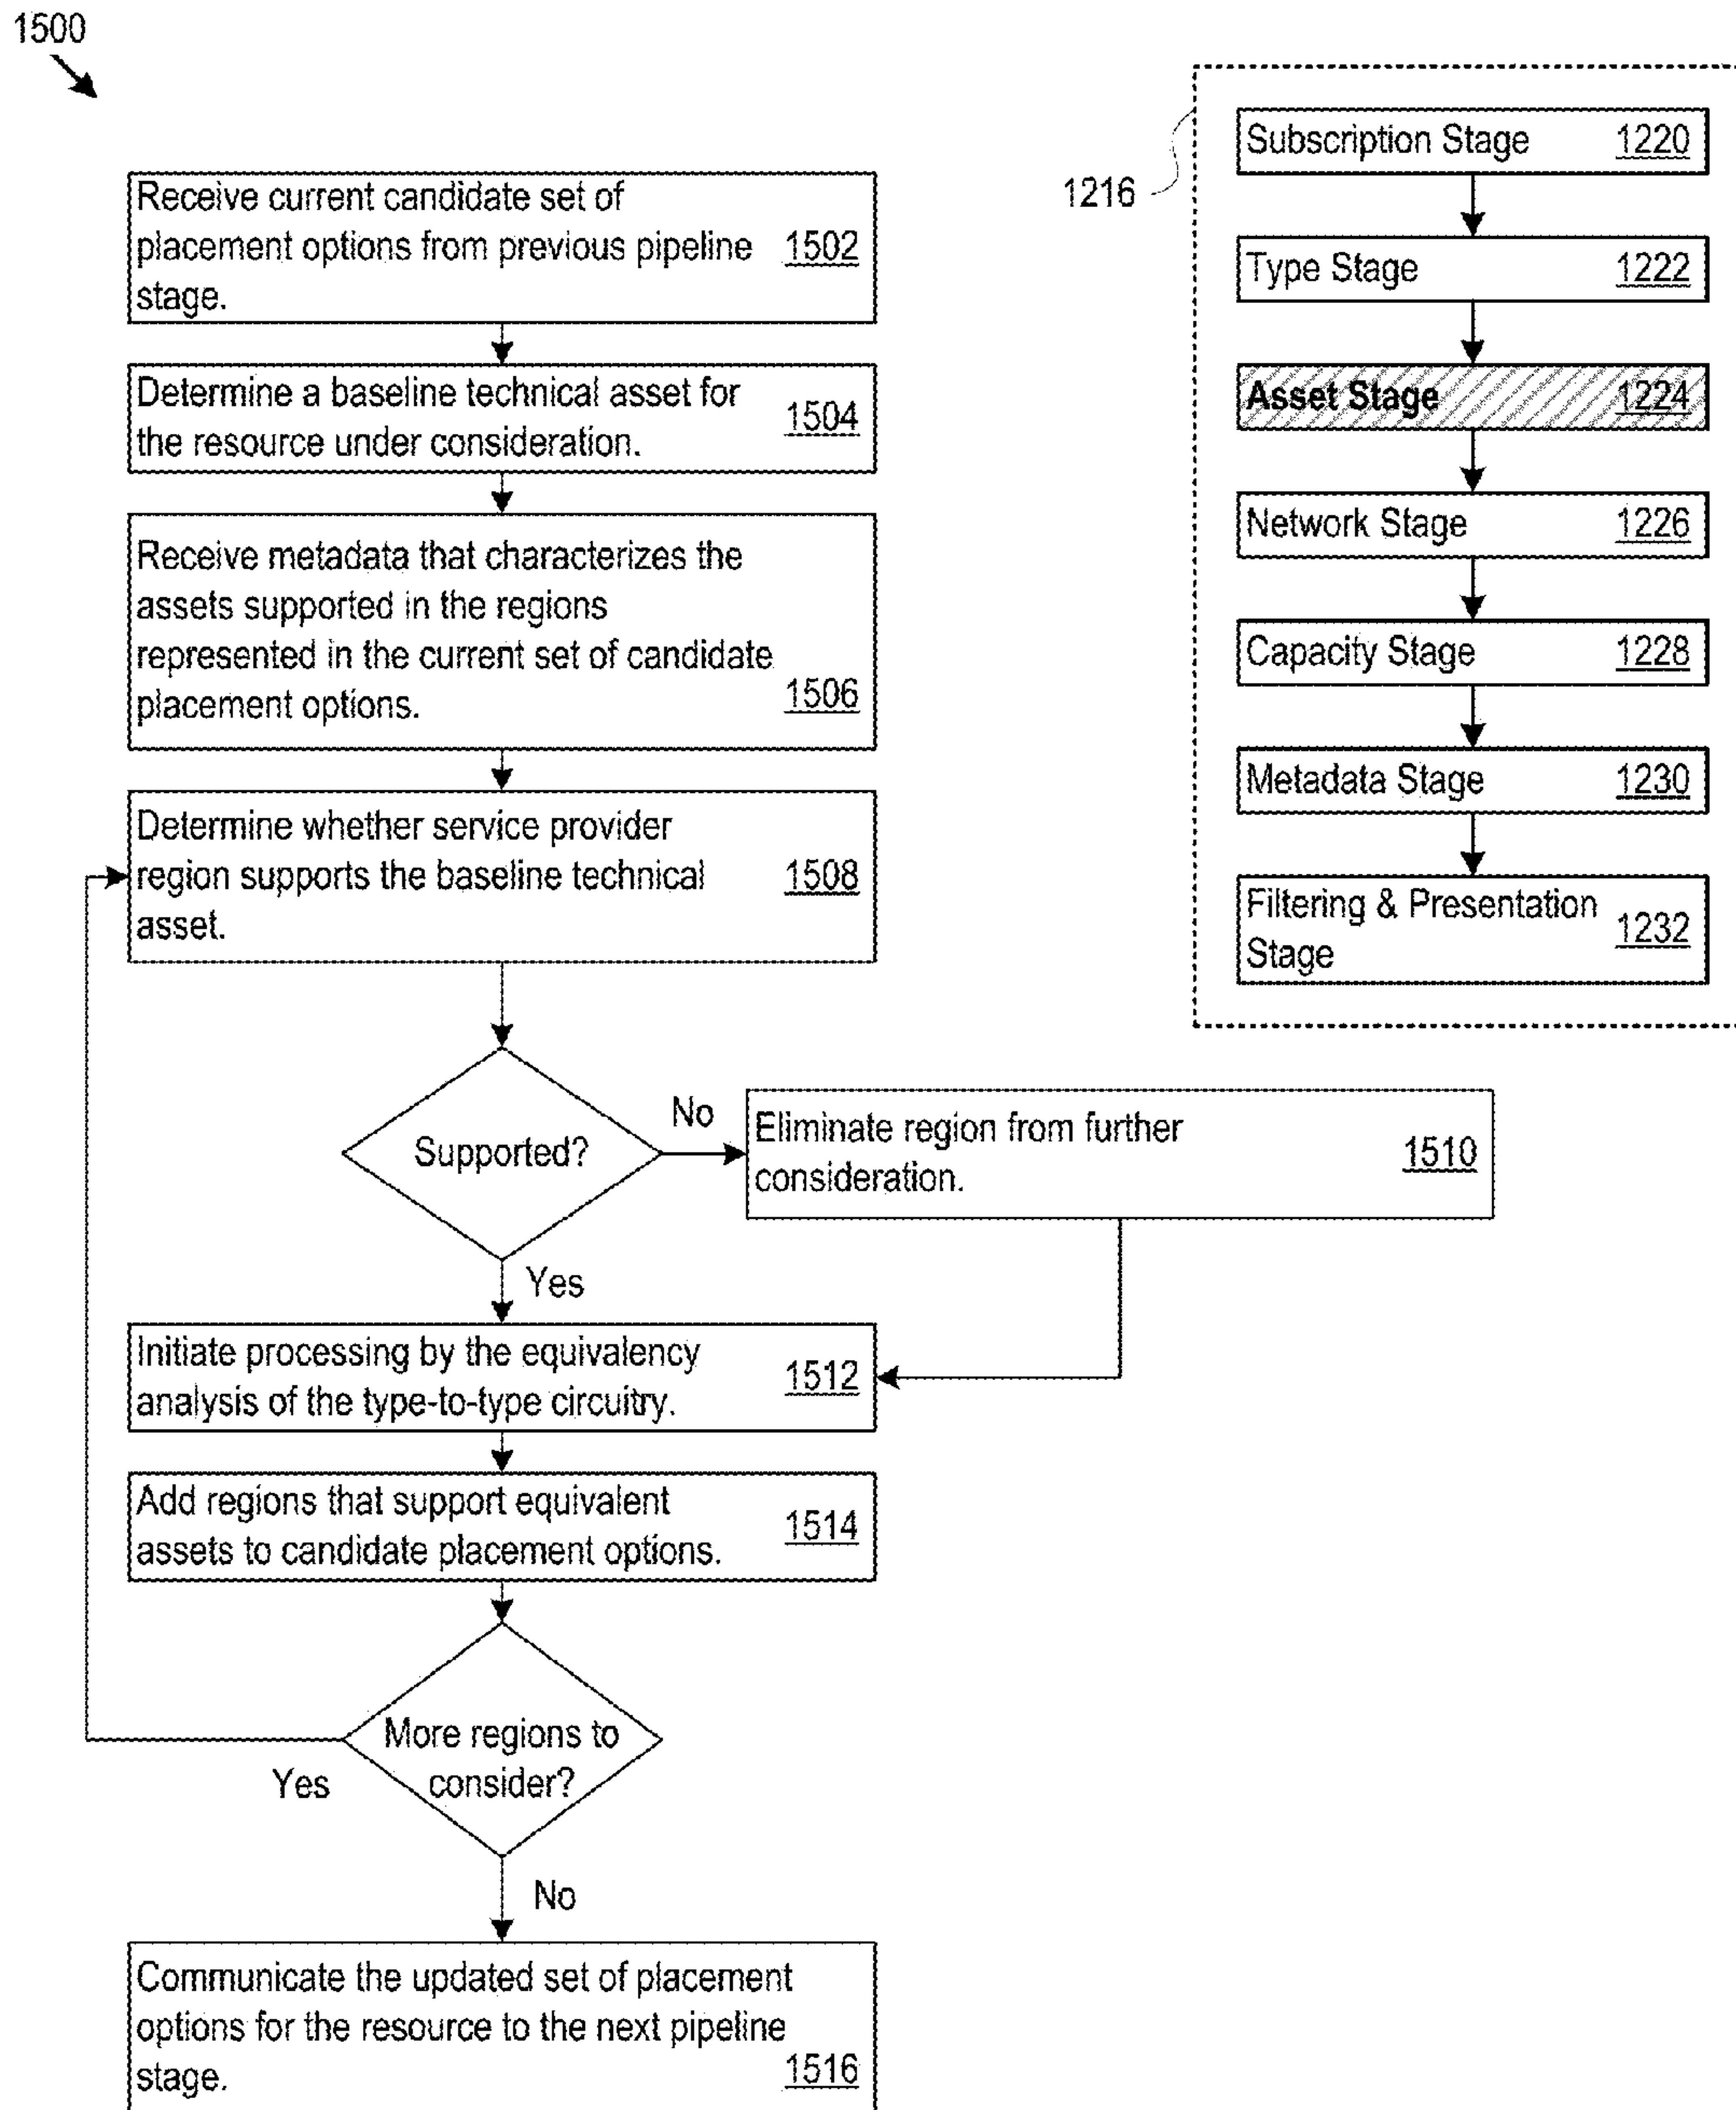 1500
Receive current candidate set of
placement options from previous pipeline 1502
stage.
Determine a baseline technical asset for
the resource under consideration. 1504
Receive metadata that characterizes the
assets supported in the regions
represented in the current set of candidate
placement options. 1506
Determine whether service provider
region supports the baseline technical 1508
asset.
Supported?
No
Eliminate region from further
consideration. 1510
Yes
Initiate processing by the equivalency
analysis of the type-to-type circuitry. 1512
Add regions that support equivalent
assets to candidate placement options. 1514
More regions to
consider?
Yes
No
Communicate the updated set of placement
options for the resource to the next pipeline
stage. 1516
1216
Subscription Stage 1220
Type Stage 1222
Asset Stage 1224
Network Stage 1226
Capacity Stage 1228
Metadata Stage 1230
Filtering & Presentation
Stage 1232